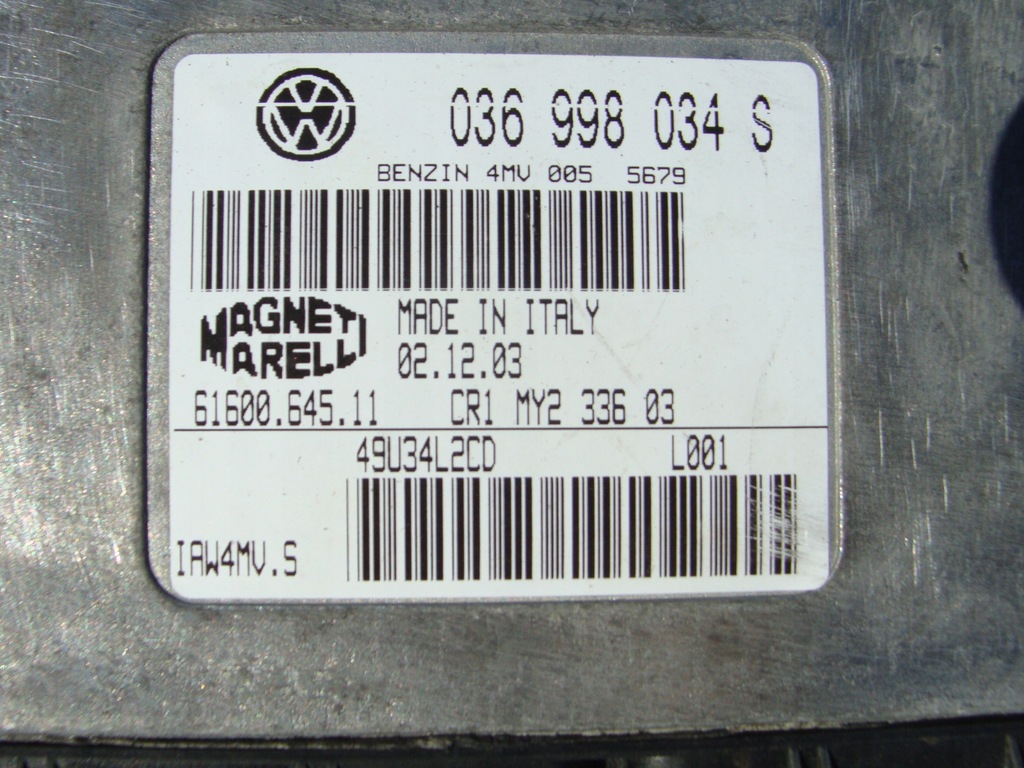 036 998 034 S
BENZIN 4MV 005 5679
MAGNETI MARELLI
MADE IN ITALY
02.12.03
61600.645.11 CR1 MY2 336 03
49U34L2CD L001
IAW4MV.S